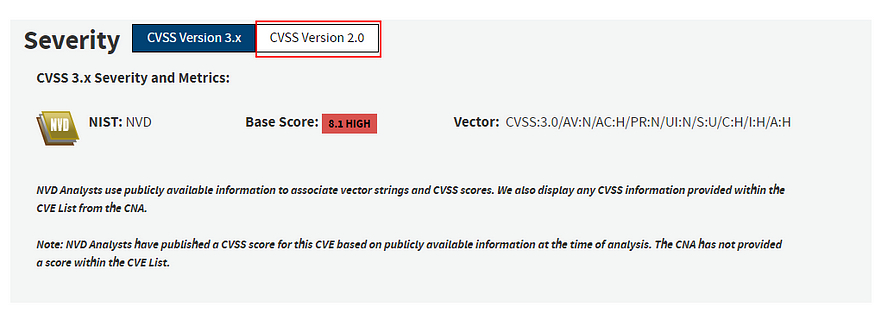 Severity CVSS Version 3.x CVSS Version 2.0
CVSS 3.x Severity and Metrics:
NVD NIST: NVD Base Score: 8.1 HIGH Vector: CVSS:3.0/AV:N/AC:H/PR:N/UI:N/S:U/C:H/I:H/A:H
NVD Analysts use publicly available information to associate vector strings and CVSS scores. We also display any CVSS information provided within the
CVE List from the CNA.
Note: NVD Analysts have published a CVSS score for this CVE based on publicly available information at the time of analysis. The CNA has not provided
a score within the CVE List.